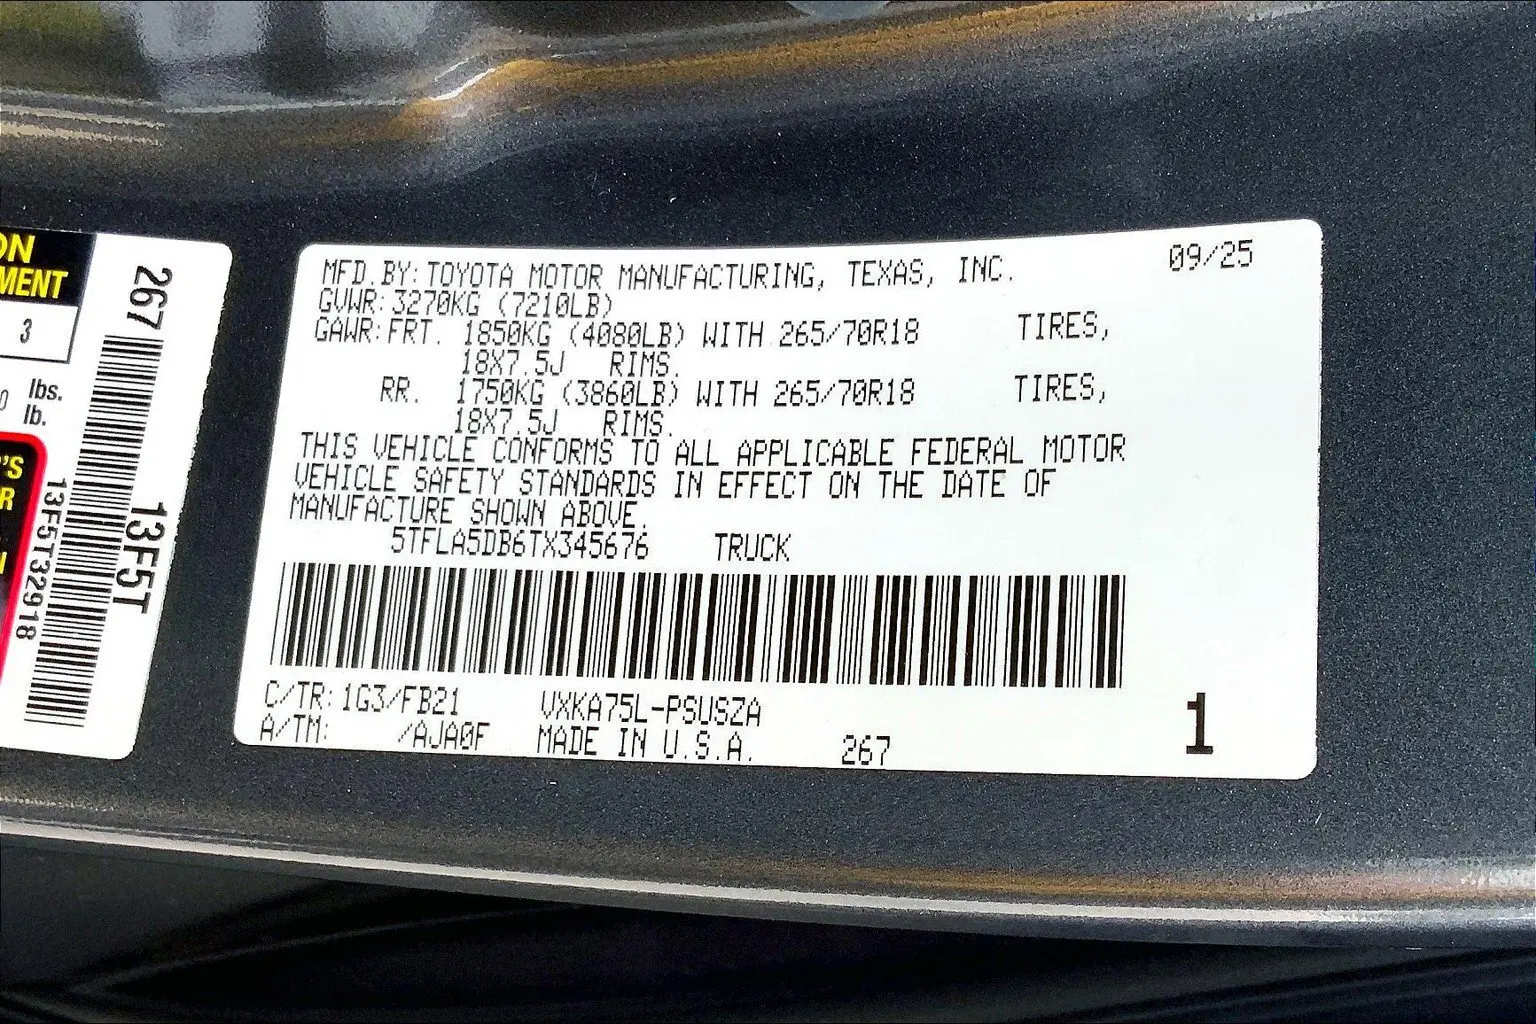 ON
MENT
3
0 lbs.
lb.
'S
R
267
13F5T
13F5T32918
MFD.BY:TOYOTA MOTOR MANUFACTURING, TEXAS, INC. 09/25
GVWR:3270KG (7210LB)
GAWR:FRT. 1850KG (4080LB) WITH 265/70R18 TIRES,
18X7.5J RIMS.
RR. 1750KG (3860LB) WITH 265/70R18 TIRES,
18X7.5J RIMS.
THIS VEHICLE CONFORMS TO ALL APPLICABLE FEDERAL MOTOR
VEHICLE SAFETY STANDARDS IN EFFECT ON THE DATE OF
MANUFACTURE SHOWN ABOVE.
5TFLA5DB6TX345676 TRUCK
C/TR:1G3/FB21 VXKA75L-PSUSZA
A/TM: /AJA0F MADE IN U.S.A. 267
1